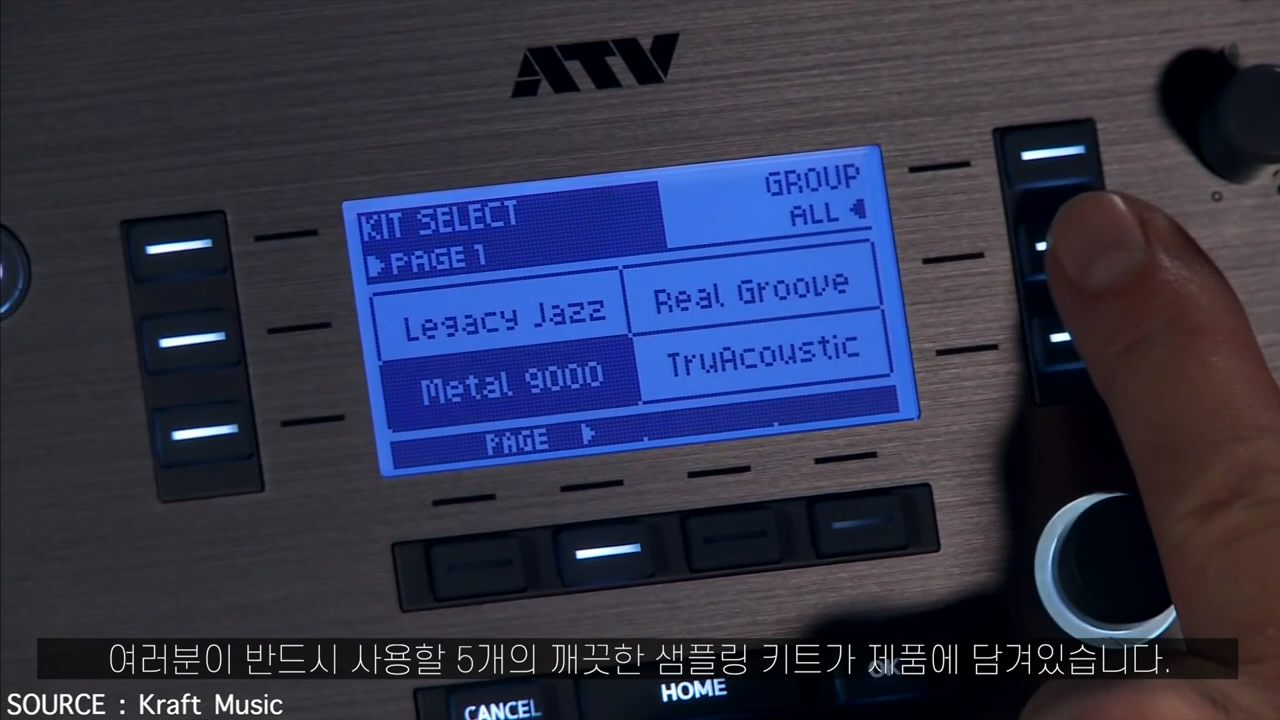 ATV
KIT SELECT
GROUP
ALL
PAGE 1
Legacy Jazz
Real Groove
Metal 9000
TruAcoustic
PAGE
여러분이 반드시 사용할 5개의 깨끗한 샘플링 키트가 제품에 담겨있습니다.
OK
CANCEL
HOME
SOURCE : Kraft Music